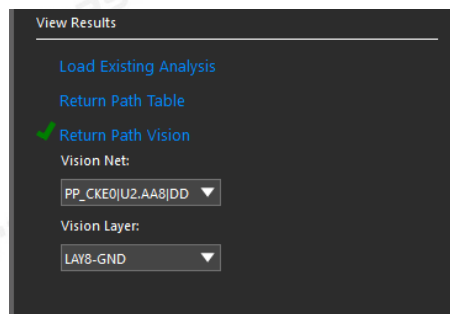 View Results
Load Existing Analysis
Return Path Table
Return Path Vision
Vision Net:
PP_CKE0|U2.AA8|DD
Vision Layer:
LAY8-GND